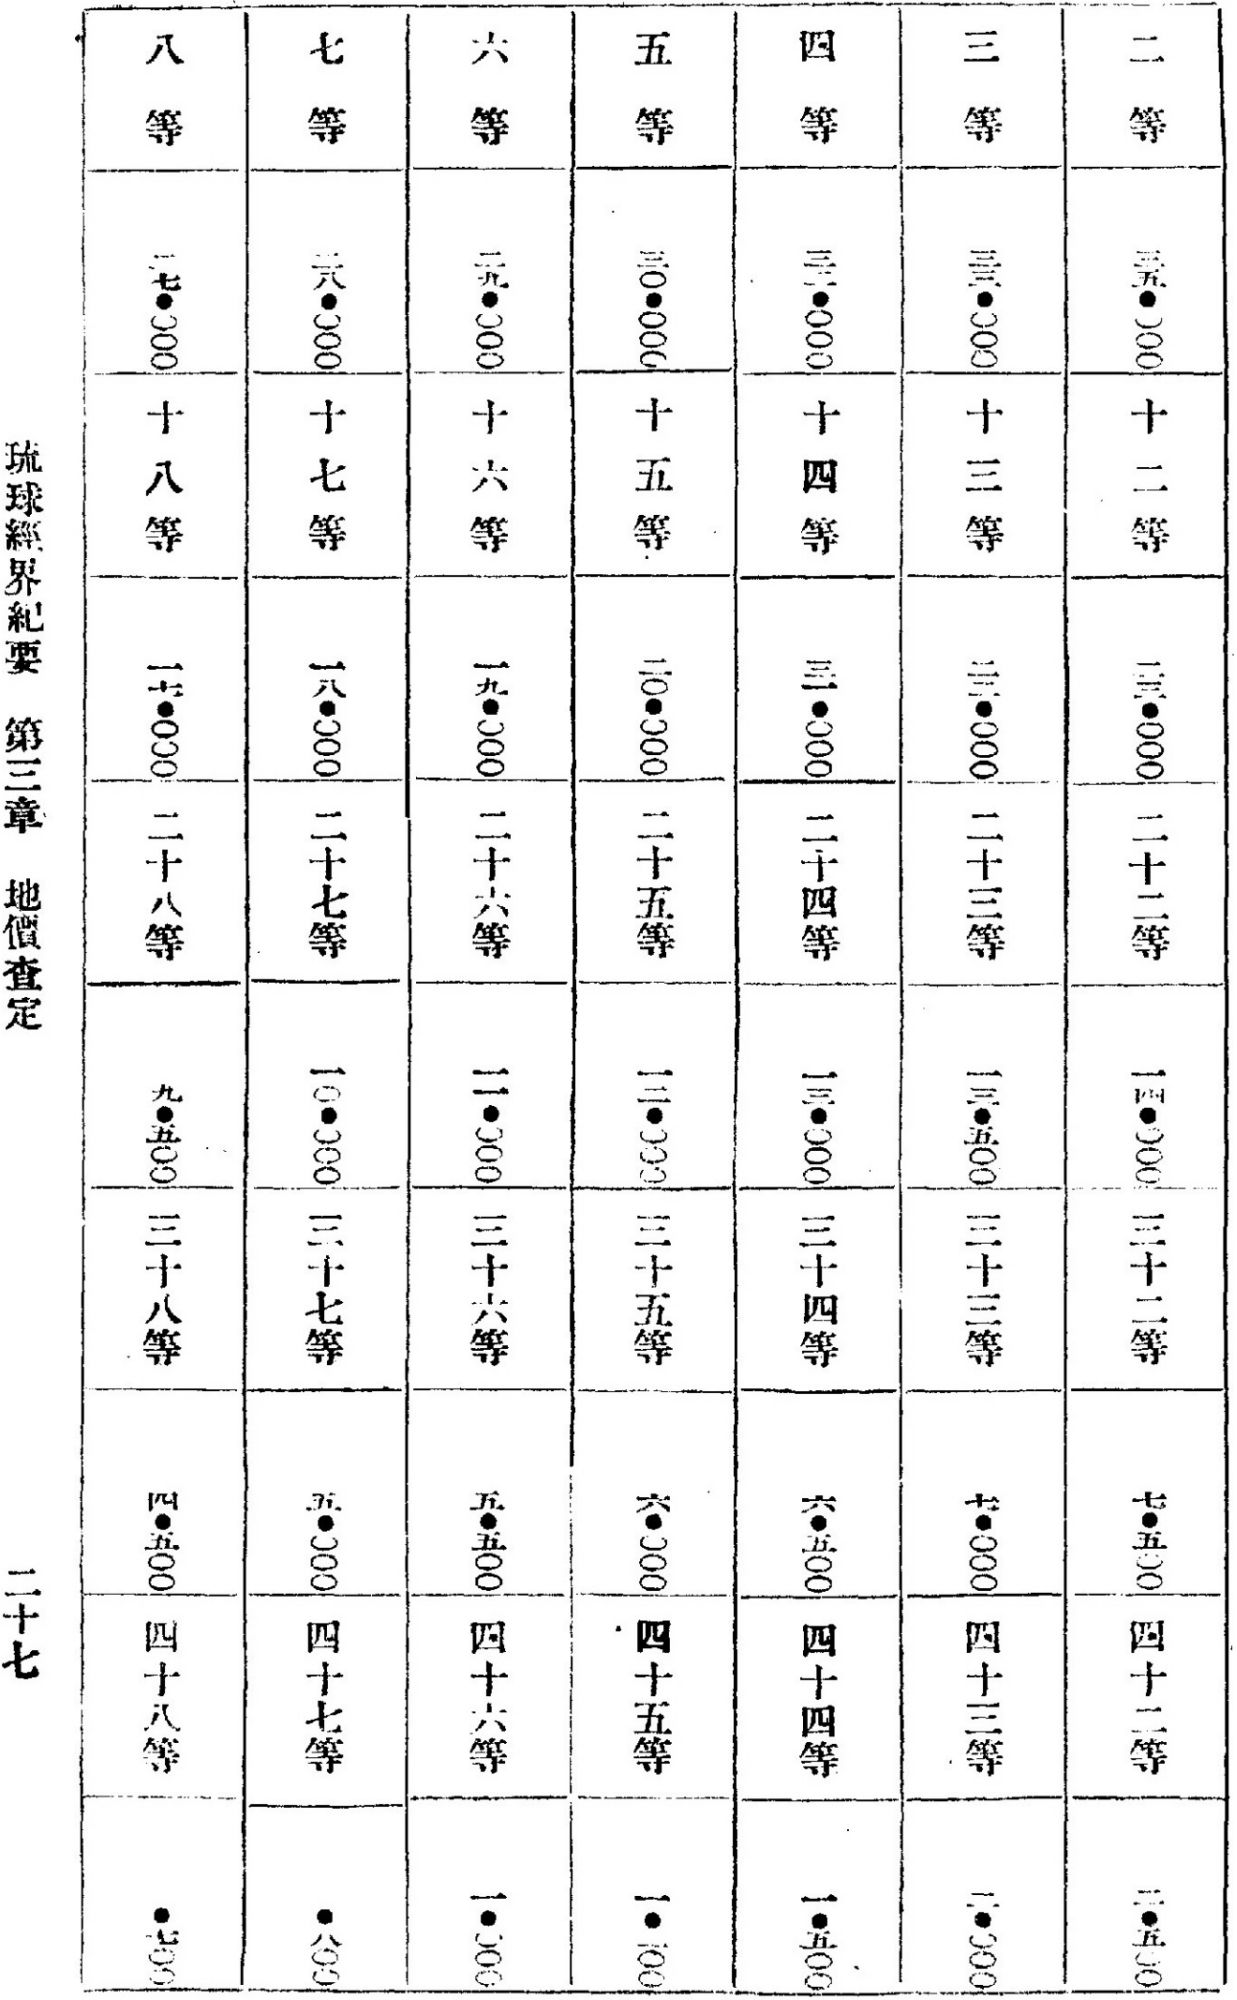 二等 三五●〇〇〇 十二等 二三●〇〇〇 二十二等 一四●〇〇〇 三十二等 七●五〇〇 四十二等 二●五〇〇
三等 三三●〇〇〇 十三等 二二●〇〇〇 二十三等 一三●五〇〇 三十三等 七●〇〇〇 四十三等 二●〇〇〇
四等 三二●〇〇〇 十四等 二一●〇〇〇 二十四等 一三●〇〇〇 三十四等 六●五〇〇 四十四等 一●五〇〇
五等 三〇●〇〇〇 十五等 二〇●〇〇〇 二十五等 一二●〇〇〇 三十五等 六●〇〇〇 四十五等
六等 二九●〇〇〇 十六等 一九●〇〇〇 二十六等 一一●〇〇〇 三十六等 五●五〇〇 四十六等 一●〇〇〇
七等 二八●〇〇〇 十七等 一八●〇〇〇 二十七等 一〇●〇〇〇 三十七等 五●〇〇〇 四十七等 ●八〇〇
八等 二七●〇〇〇 十八等 一七●〇〇〇 二十八等 九●五〇〇 三十八等 四●五〇〇 四十八等 ●七〇〇
琉球經界紀要 第三章 地價査定 二十七